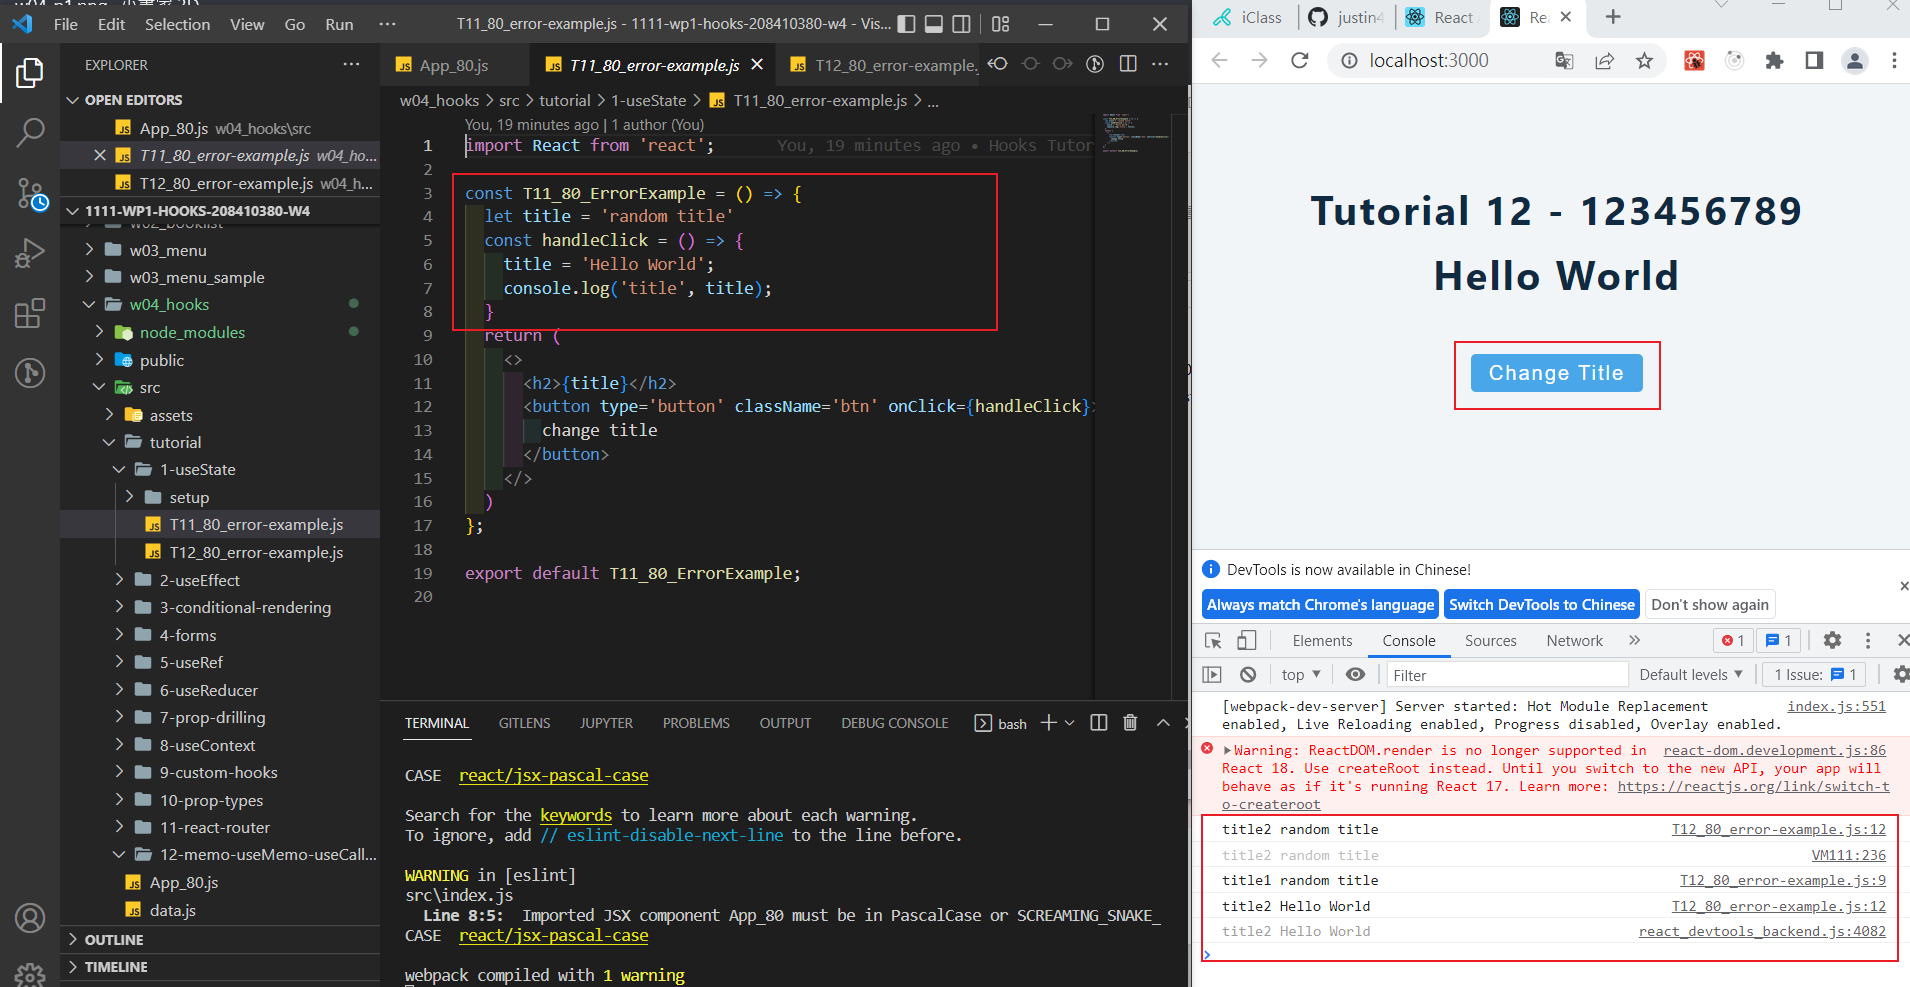 File Edit Selection View Go Run ··· T11_80_error-example.js - 1111-wp1-hooks-208410380-w4 - Vis...
EXPLORER
OPEN EDITORS
App_80.js w04_hooks\src
T11_80_error-example.js w04_ho...
T12_80_error-example.js w04_h...
1111-WP1-HOOKS-208410380-W4
w02_booklist
w03_menu
w03_menu_sample
w04_hooks
node_modules
public
src
assets
tutorial
1-useState
setup
T11_80_error-example.js
T12_80_error-example.js
2-useEffect
3-conditional-rendering
4-forms
5-useRef
6-useReducer
7-prop-drilling
8-useContext
9-custom-hooks
10-prop-types
11-react-router
12-memo-useMemo-useCall...
App_80.js
data.js
OUTLINE
TIMELINE
App_80.js T11_80_error-example.js T12_80_error-example.
w04_hooks > src > tutorial > 1-useState > T11_80_error-example.js > ...
You, 19 minutes ago | 1 author (You)
1 import React from 'react'; You, 19 minutes ago • Hooks Tutor
2
3 const T11_80_ErrorExample = () => {
4 let title = 'random title'
5 const handleClick = () => {
6 title = 'Hello World';
7 console.log('title', title);
8 }
9 return (
10 <>
11 <h2>{title}</h2>
12 <button type='button' className='btn' onClick={handleClick}>
13 change title
14 </button>
15 </>
16 )
17 };
18
19 export default T11_80_ErrorExample;
20
TERMINAL GITLENS JUPYTER PROBLEMS OUTPUT DEBUG CONSOLE bash
CASE react/jsx-pascal-case
Search for the keywords to learn more about each warning.
To ignore, add // eslint-disable-next-line to the line before.
WARNING in [eslint]
src\index.js
Line 8:5: Imported JSX component App_80 must be in PascalCase or SCREAMING_SNAKE_
CASE react/jsx-pascal-case
webpack compiled with 1 warning
iClass justin4 React Re
localhost:3000
Tutorial 12 - 123456789
Hello World
Change Title
DevTools is now available in Chinese!
Always match Chrome's language Switch DevTools to Chinese Don't show again
Elements Console Sources Network » 1 1
top ▼ Filter Default levels ▼ 1 Issue: 1
[webpack-dev-server] Server started: Hot Module Replacement index.js:551
enabled, Live Reloading enabled, Progress disabled, Overlay enabled.
Warning: ReactDOM.render is no longer supported in react-dom.development.js:86
React 18. Use createRoot instead. Until you switch to the new API, your app will
behave as if it's running React 17. Learn more: https://reactjs.org/link/switch-t
o-createroot
title2 random title T12_80_error-example.js:12
title2 random title VM111:236
title1 random title T12_80_error-example.js:9
title2 Hello World T12_80_error-example.js:12
title2 Hello World react_devtools_backend.js:4082